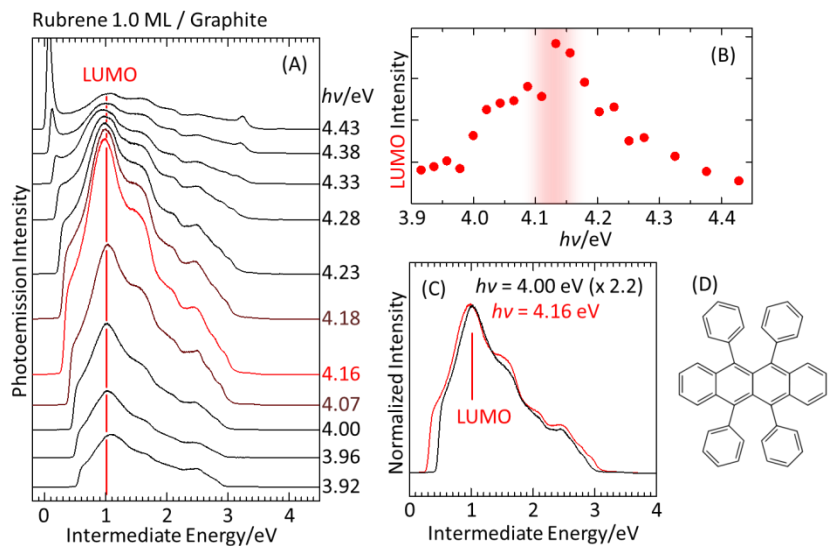 Rubrene 1.0 ML / Graphite
(A)
LUMO
hν/eV
4.43
4.38
4.33
4.28
4.23
4.18
4.16
4.07
4.00
3.96
3.92
Photoemission Intensity
0 1 2 3 4
Intermediate Energy/eV
(B)
LUMO Intensity
3.9 4.0 4.1 4.2 4.3 4.4
hν/eV
(C)
hν = 4.00 eV (x 2.2)
hν = 4.16 eV
LUMO
Normalized Intensity
0 1 2 3 4
Intermediate Energy/eV
(D)